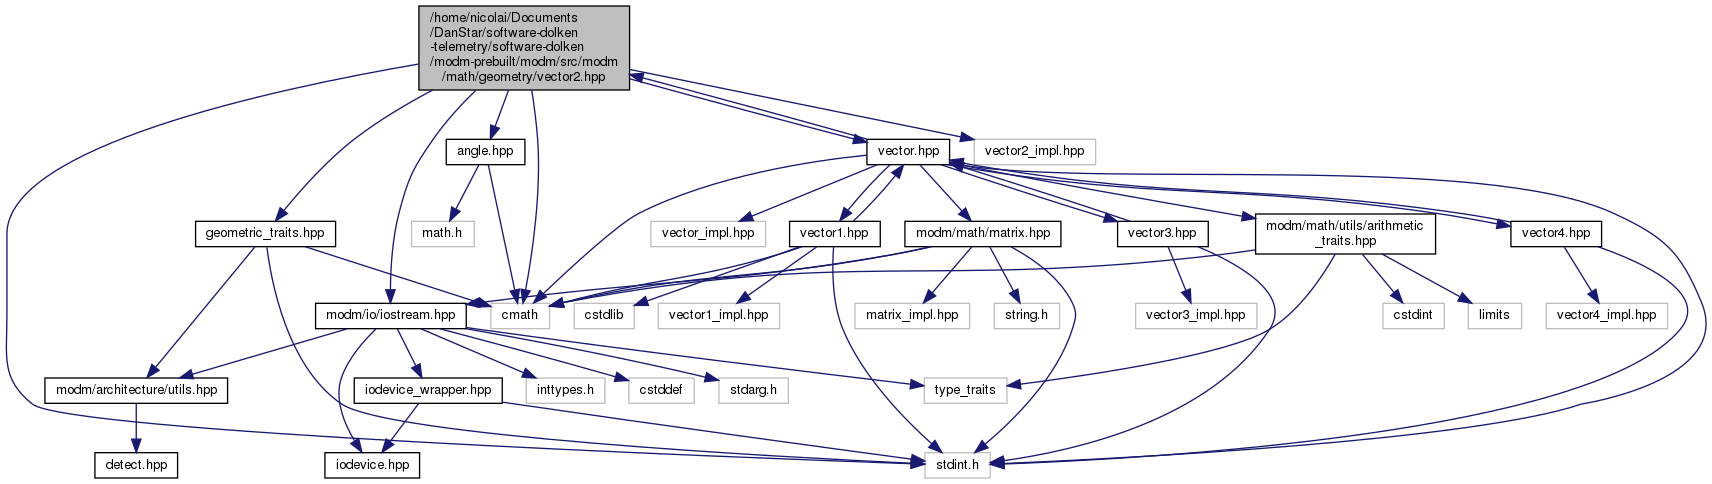 /home/nicolai/Documents
/DanStar/software-dolken
-telemetry/software-dolken
/modm-prebuilt/modm/src/modm
/math/geometry/vector2.hpp
angle.hpp
vector.hpp
vector2_impl.hpp
geometric_traits.hpp
math.h
vector_impl.hpp
vector1.hpp
modm/math/matrix.hpp
vector3.hpp
modm/math/utils/arithmetic
_traits.hpp
vector4.hpp
modm/io/iostream.hpp
cmath
cstdlib
vector1_impl.hpp
matrix_impl.hpp
string.h
vector3_impl.hpp
cstdint
limits
vector4_impl.hpp
modm/architecture/utils.hpp
iodevice_wrapper.hpp
inttypes.h
cstddef
stdarg.h
type_traits
detect.hpp
iodevice.hpp
stdint.h